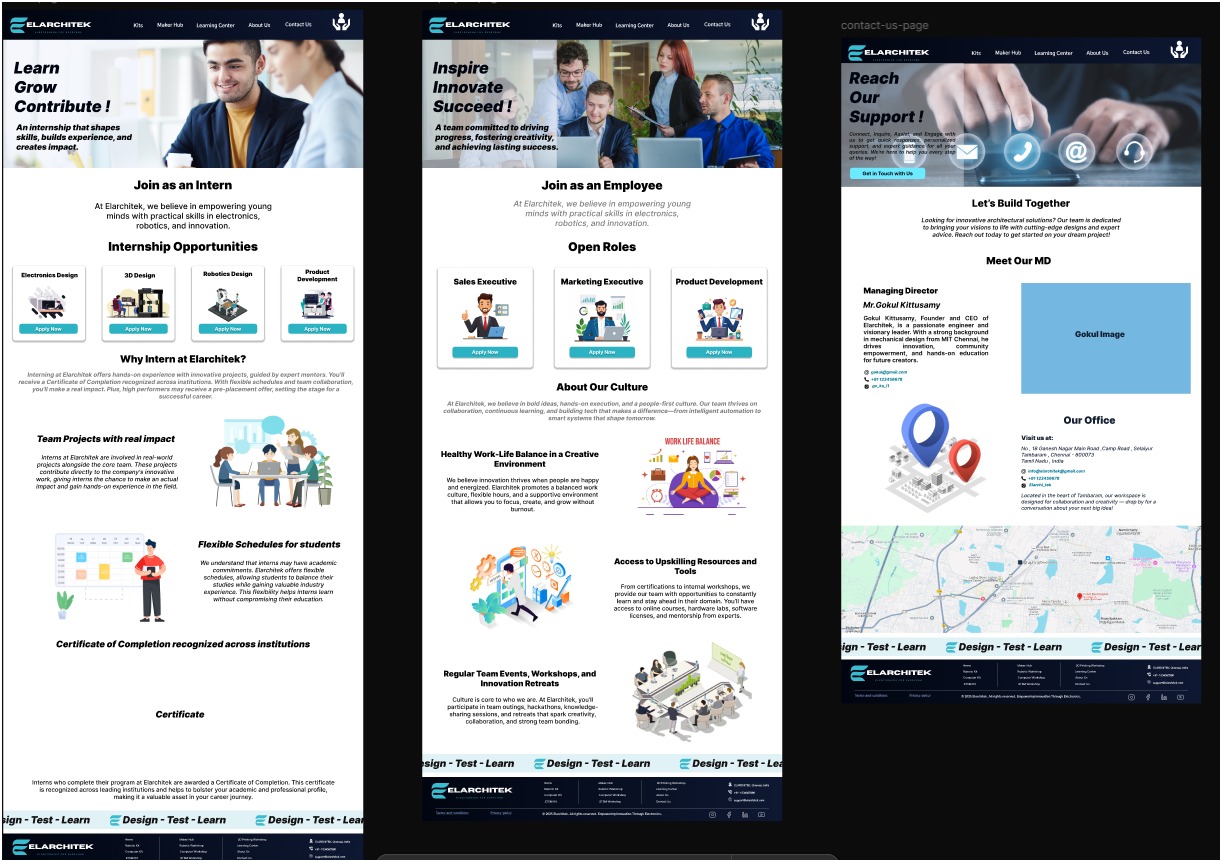 ELARCHITEK
Kits
Maker Hub
Learning Center
About Us
Contact Us
Learn
Grow
Contribute !
An internship that shapes
skills, builds experience, and
creates impact.
Join as an Intern
At Elarchitek, we believe in empowering young
minds with practical skills in electronics,
robotics, and innovation.
Internship Opportunities
Electronics Design
3D Design
Robotics Design
Product
Development
Apply Now
Apply Now
Apply Now
Apply Now
Why Intern at Elarchitek?
Interning at Elarchitek offers hands-on experience with innovative projects, guided by expert mentors. You'll
receive a Certificate of Completion recognized across institutions. With flexible schedules and team collaboration,
you'll make a real impact. Plus, high performers may receive a pre-placement offer, setting the stage for a
successful career.
Team Projects with real impact
Interns at Elarchitek are involved in real-world
projects alongside the core team. These projects
contribute directly to the company's innovative
work, giving interns the chance to make an actual
impact and gain hands-on experience in the field.
Flexible Schedules for students
We understand that interns may have academic
commitments. Elarchitek offers flexible
schedules, allowing students to balance their
studies while gaining valuable industry
experience. This flexibility helps interns learn
without compromising their education.
Certificate of Completion recognized across institutions
Certificate
Interns who complete their program at Elarchitek are awarded a Certificate of Completion. This certificate
is recognized across leading institutions and helps to bolster your academic and professional profile,
making it a valuable asset in your career journey.
sign - Test - Learn
Design - Test - Learn
Design - Test - Lear
ELARCHITEK
ELARCHITEK
Kits
Maker Hub
Learning Center
About Us
Contact Us
Inspire
Innovate
Succeed !
A team committed to driving
progress, fostering creativity,
and achieving lasting success.
Join as an Employee
At Elarchitek, we believe in empowering young
minds with practical skills in electronics,
robotics, and innovation.
Open Roles
Sales Executive
Marketing Executive
Product Development
Apply Now
Apply Now
Apply Now
About Our Culture
At Elarchitek, we believe in bold ideas, hands-on execution, and a people-first culture. Our team thrives on
collaboration, continuous learning, and building tech that makes a difference—from intelligent automation to
smart systems that shape tomorrow.
Healthy Work-Life Balance in a Creative
Environment
We believe innovation thrives when people are happy
and energized. Elarchitek promotes a balanced work
culture, flexible hours, and a supportive environment
that allows you to focus, create, and grow without
burnout.
WORK LIFE BALANCE
Access to Upskilling Resources and
Tools
From certifications to internal workshops, we
provide our team with opportunities to constantly
learn and stay ahead in their domain. You'll have
access to online courses, hardware labs, software
licenses, and mentorship from experts.
Regular Team Events, Workshops, and
Innovation Retreats
Culture is core to who we are. At Elarchitek, you'll
join team outings, hackathons, knowledge-
sharing sessions, and retreats that spark creativity,
collaboration, and strong team bonding.
esign - Test - Learn
Design - Test - Learn
Design - Test - Learn
ELARCHITEK
Terms and conditions
Privacy policy
© 2025 Elarchitek. All rights reserved. Empowering Innovation Through Electronics.
contact-us-page
ELARCHITEK
Kits
Maker Hub
Learning Center
About Us
Contact Us
Reach
Our
Support !
Connect, Inquire, Assist, and Engage with
us to get quick responses, personalized
support, and expert guidance for all your
queries. We're here to help you every step
of the way!
Get in Touch with Us
Let's Build Together
Looking for innovative architectural solutions? Our team is dedicated
to bringing your visions to life with cutting-edge designs and expert
advice. Reach out today to get started on your dream project!
Meet Our MD
Managing Director
Mr.Gokul Kittusamy
Gokul Kittusamy, Founder and CEO of
Elarchitek, is a passionate engineer and
visionary leader. With a strong background
in mechanical design from MIT Chennai, he
drives innovation, community
empowerment, and hands-on education
for future creators.
gokul@gmail.com
+91 123456678
Gokul Image
Our Office
Visit us at:
No , 18 Ganesh Nagar Main Road ,Camp Road , Selaiyur
Tambaram , Chennai - 600073
Tamil Nadu , India
info@elarchitek@gmail.com
+91 123456678
Elarchi_tek
Located in the heart of Tambaram, our workspace is
designed for collaboration and creativity — drop by for a
conversation about your next big idea!
ign - Test - Learn
Design - Test - Learn
Design - Test - L
ELARCHITEK
Terms and conditions
Privacy policy
© 2025 Elarchitek. All rights reserved. Empowering Innovation Through Electronics.